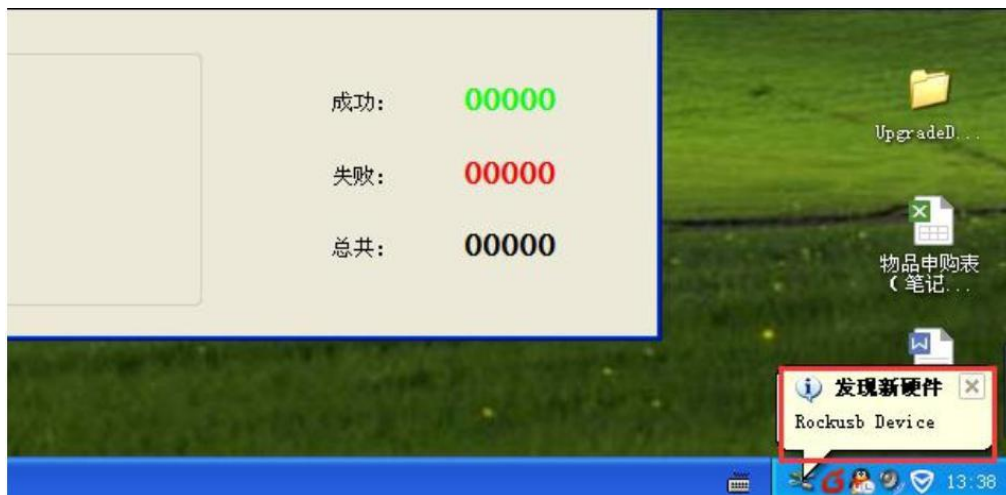 成功： 00000
失败： 00000
总共： 00000
UpgradeD...
物品申购表
（笔记...
发现新硬件
Rockusb Device
13:38